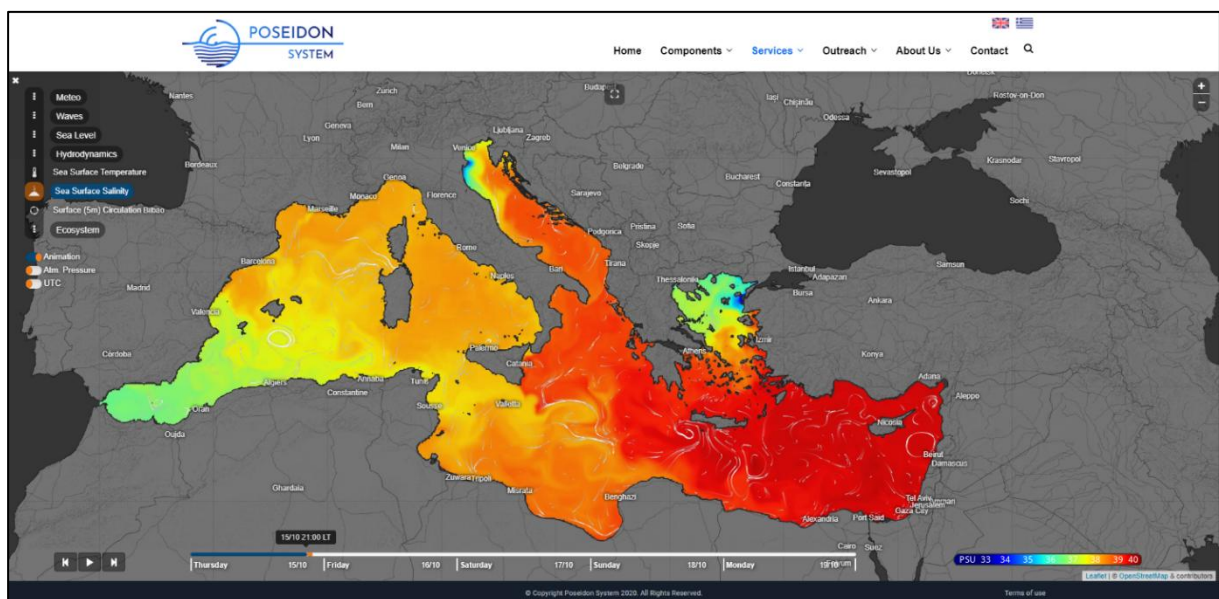 POSEIDON
SYSTEM
Home
Components
Services
Outreach
About Us
Contact
Meteo
Waves
Sea Level
Hydrodynamics
Sea Surface Temperature
Sea Surface Salinity
Surface (5m) Circulation Bilbao
Ecosystem
Animation
Atm. Pressure
UTC
Nantes
Zürich
Bern
Geneva
Lyon
Milan
Bordeaux
Ljubljana
Zagreb
Venice
Budap
Iași
Chișinău
Odessa
Rostov-on-Don
Krasnodar
Stavropol
Sevastopol
Sochi
Belgrade
Bucharest
Constanța
Genoa
Monaco
Florence
Marseille
Sarajevo
Podgorica
Pristina
Sofia
Skopje
Rome
Barcelona
Bari
Tirana
Naples
Thessaloniki
Istanbul
Adapazarı
Samsun
Bursa
Ankara
Madrid
Valencia
Córdoba
Palermo
Catania
Athens
Izmir
Konya
Adana
Aleppo
Algiers
Annaba
Tunis
Constantine
Sousse
Valletta
Oran
Oujda
Nicosia
Beirut
Damascus
Ghardaia
Zuwara
Tripoli
Misrata
Benghazi
Alexandria
Port Said
Tel Aviv
Amman
Jerusalem
Gaza City
Cairo
Suez
15/10 21:00 LT
Thursday 15/10
Friday 16/10
Saturday 17/10
Sunday 18/10
Monday
PSU 33 34 35 36 37 38 39 40
Leaflet | © OpenStreetMap & contributors
© Copyright Poseidon System 2020. All Rights Reserved.
Terms of use